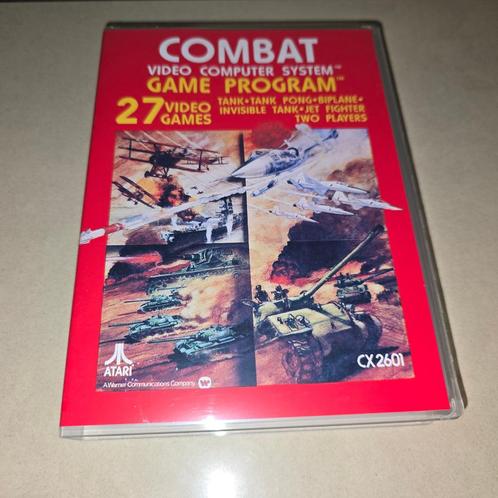 COMBAT
VIDEO COMPUTER SYSTEM™
GAME PROGRAM™
27 VIDEO GAMES
TANK•TANK PONG•BIPLANE•
INVISIBLE TANK•JET FIGHTER
TWO PLAYERS
ATARI
A Warner Communications Company
CX2601